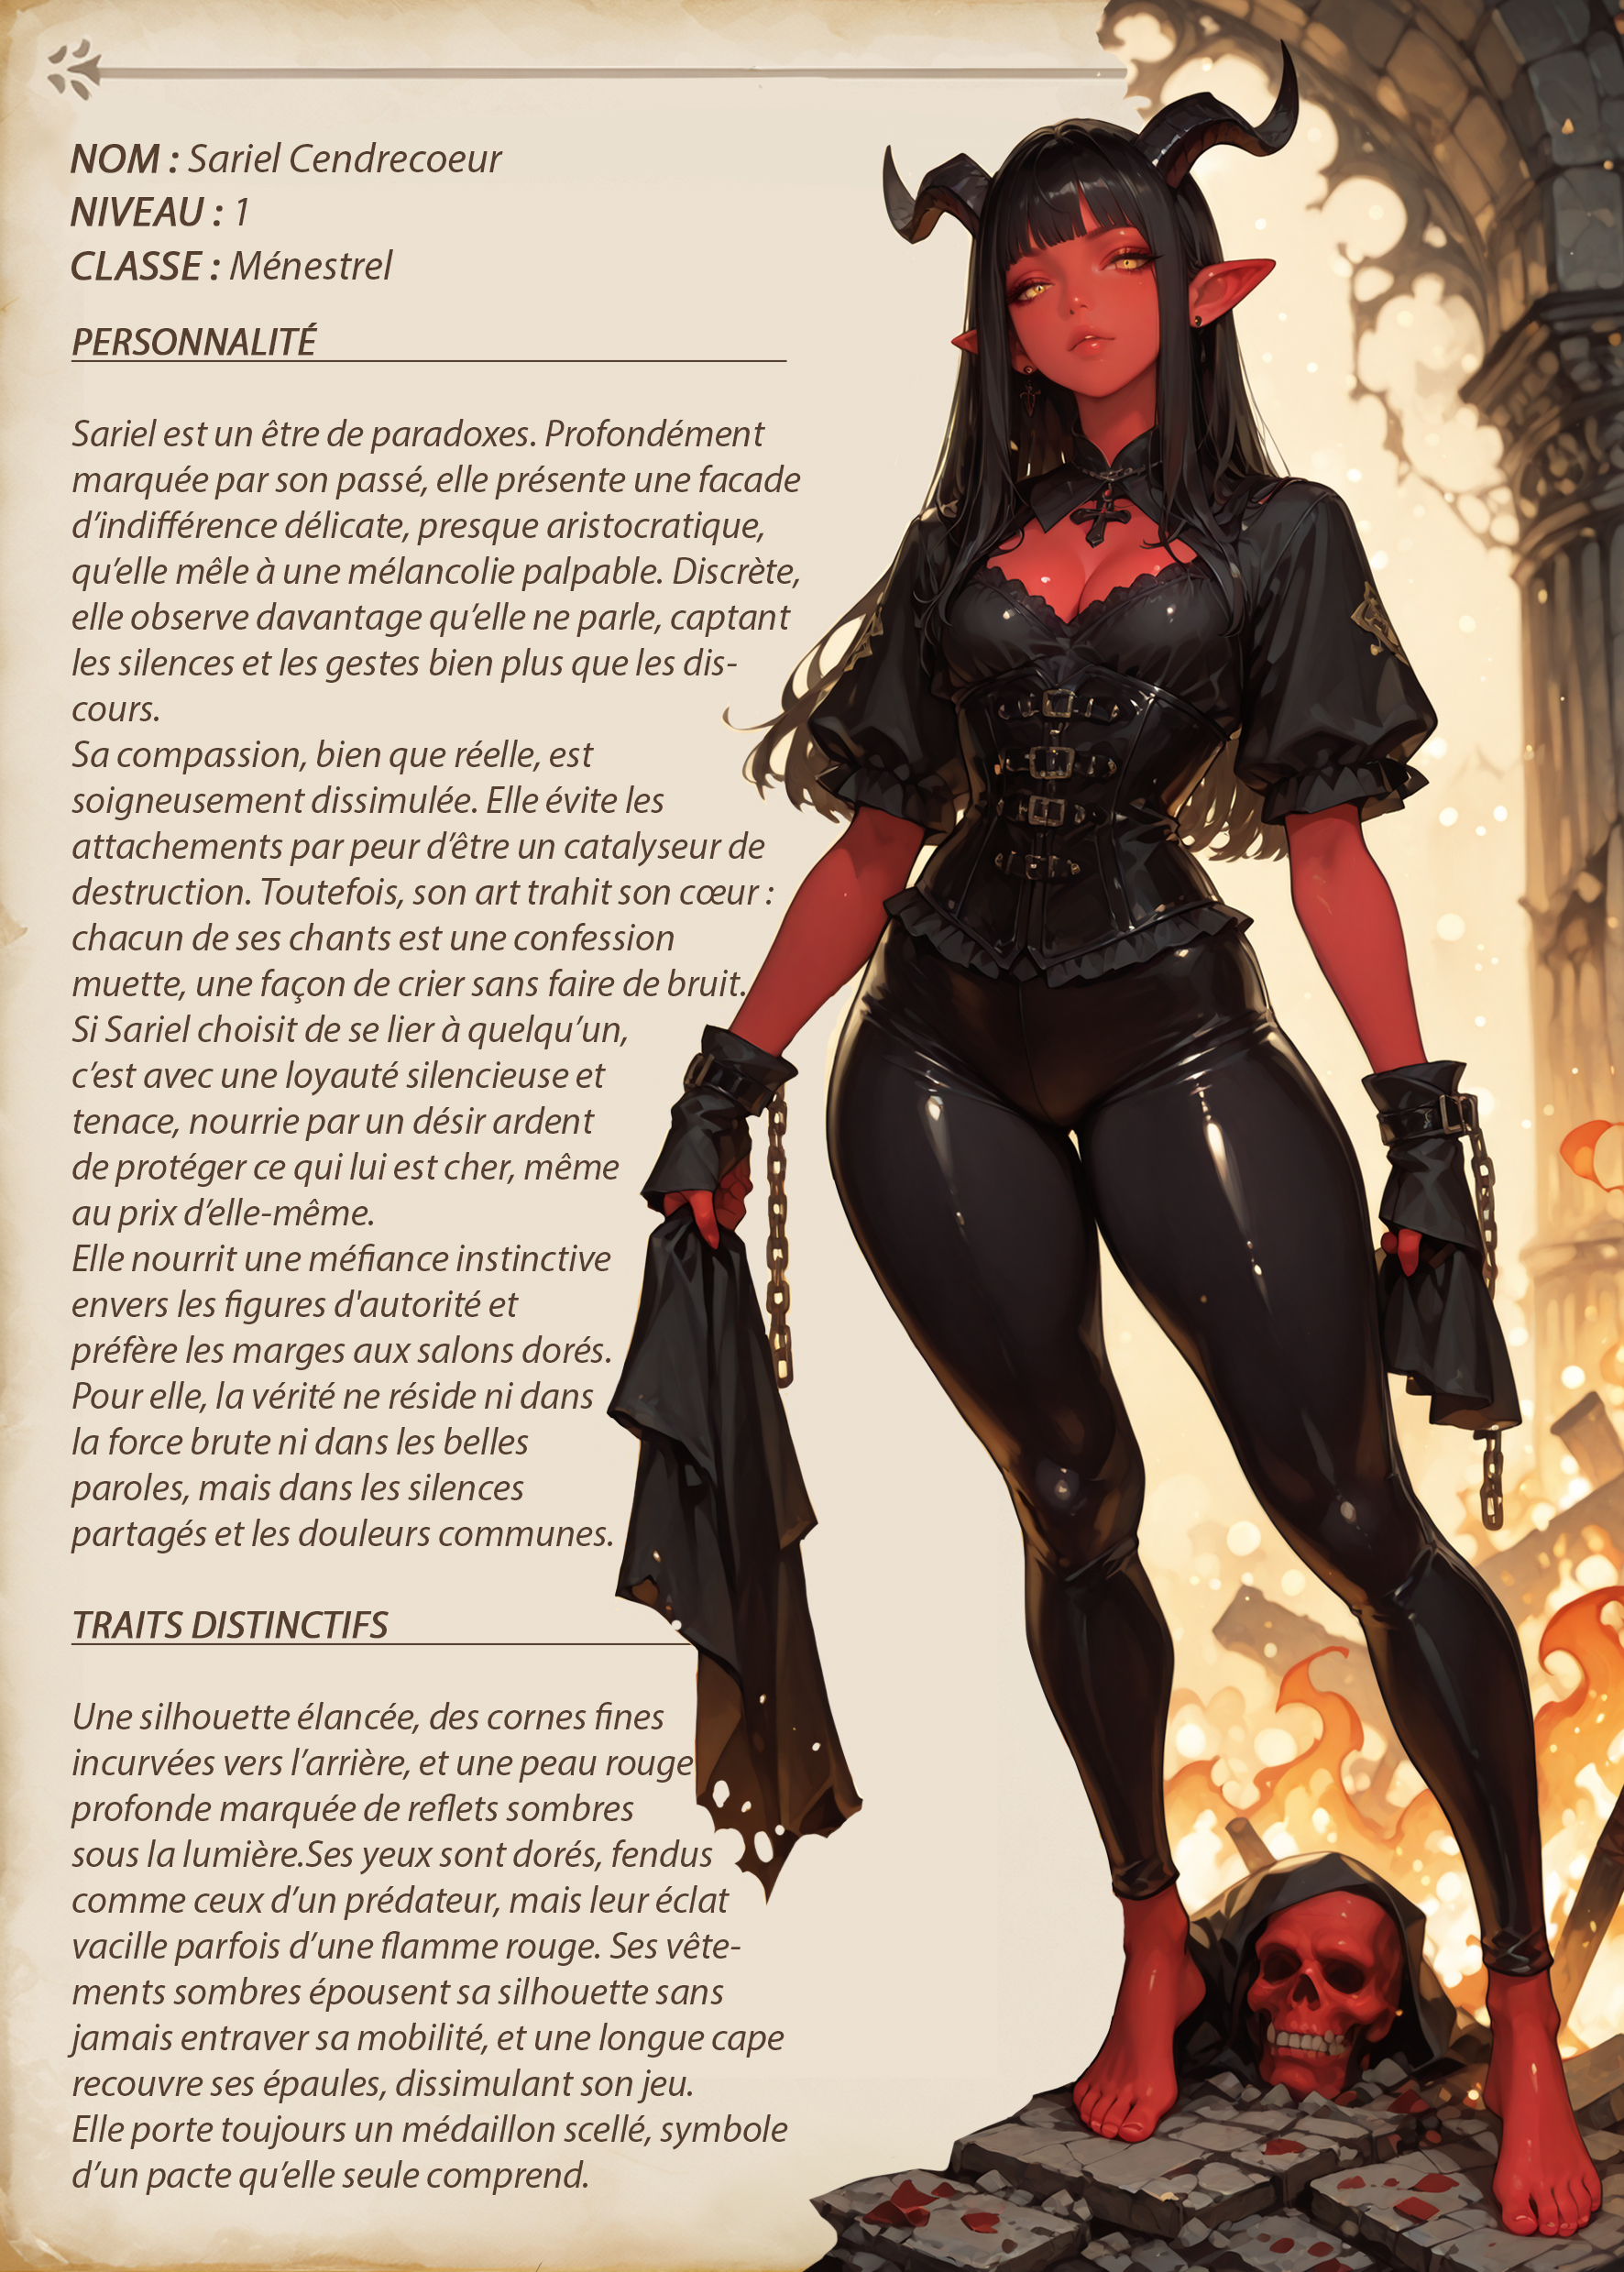 NOM : Sariel Cendrecoeur
NIVEAU : 1
CLASSE : Ménestrel
PERSONNALITÉ
Sariel est un être de paradoxes. Profondément
marquée par son passé, elle présente une facade
d’indifférence délicate, presque aristocratique,
qu’elle mêle à une mélancolie palpable. Discrète,
elle observe davantage qu’elle ne parle, captant
les silences et les gestes bien plus que les dis-
cours.
Sa compassion, bien que réelle, est
soigneusement dissimulée. Elle évite les
attachements par peur d’être un catalyseur de
destruction. Toutefois, son art trahit son cœur :
chacun de ses chants est une confession
muette, une façon de crier sans faire de bruit.
Si Sariel choisit de se lier à quelqu’un,
c’est avec une loyauté silencieuse et
tenace, nourrie par un désir ardent
de protéger ce qui lui est cher, même
au prix d’elle-même.
Elle nourrit une méfiance instinctive
envers les figures d'autorité et
préfère les marges aux salons dorés.
Pour elle, la vérité ne réside ni dans
la force brute ni dans les belles
paroles, mais dans les silences
partagés et les douleurs communes.
TRAITS DISTINCTIFS
Une silhouette élancée, des cornes fines
incurvées vers l’arrière, et une peau rouge
profonde marquée de reflets sombres
sous la lumière.Ses yeux sont dorés, fendus
comme ceux d’un prédateur, mais leur éclat
vacille parfois d’une flamme rouge. Ses vête-
ments sombres épousent sa silhouette sans
jamais entraver sa mobilité, et une longue cape
recouvre ses épaules, dissimulant son jeu.
Elle porte toujours un médaillon scellé, symbole
d’un pacte qu’elle seule comprend.